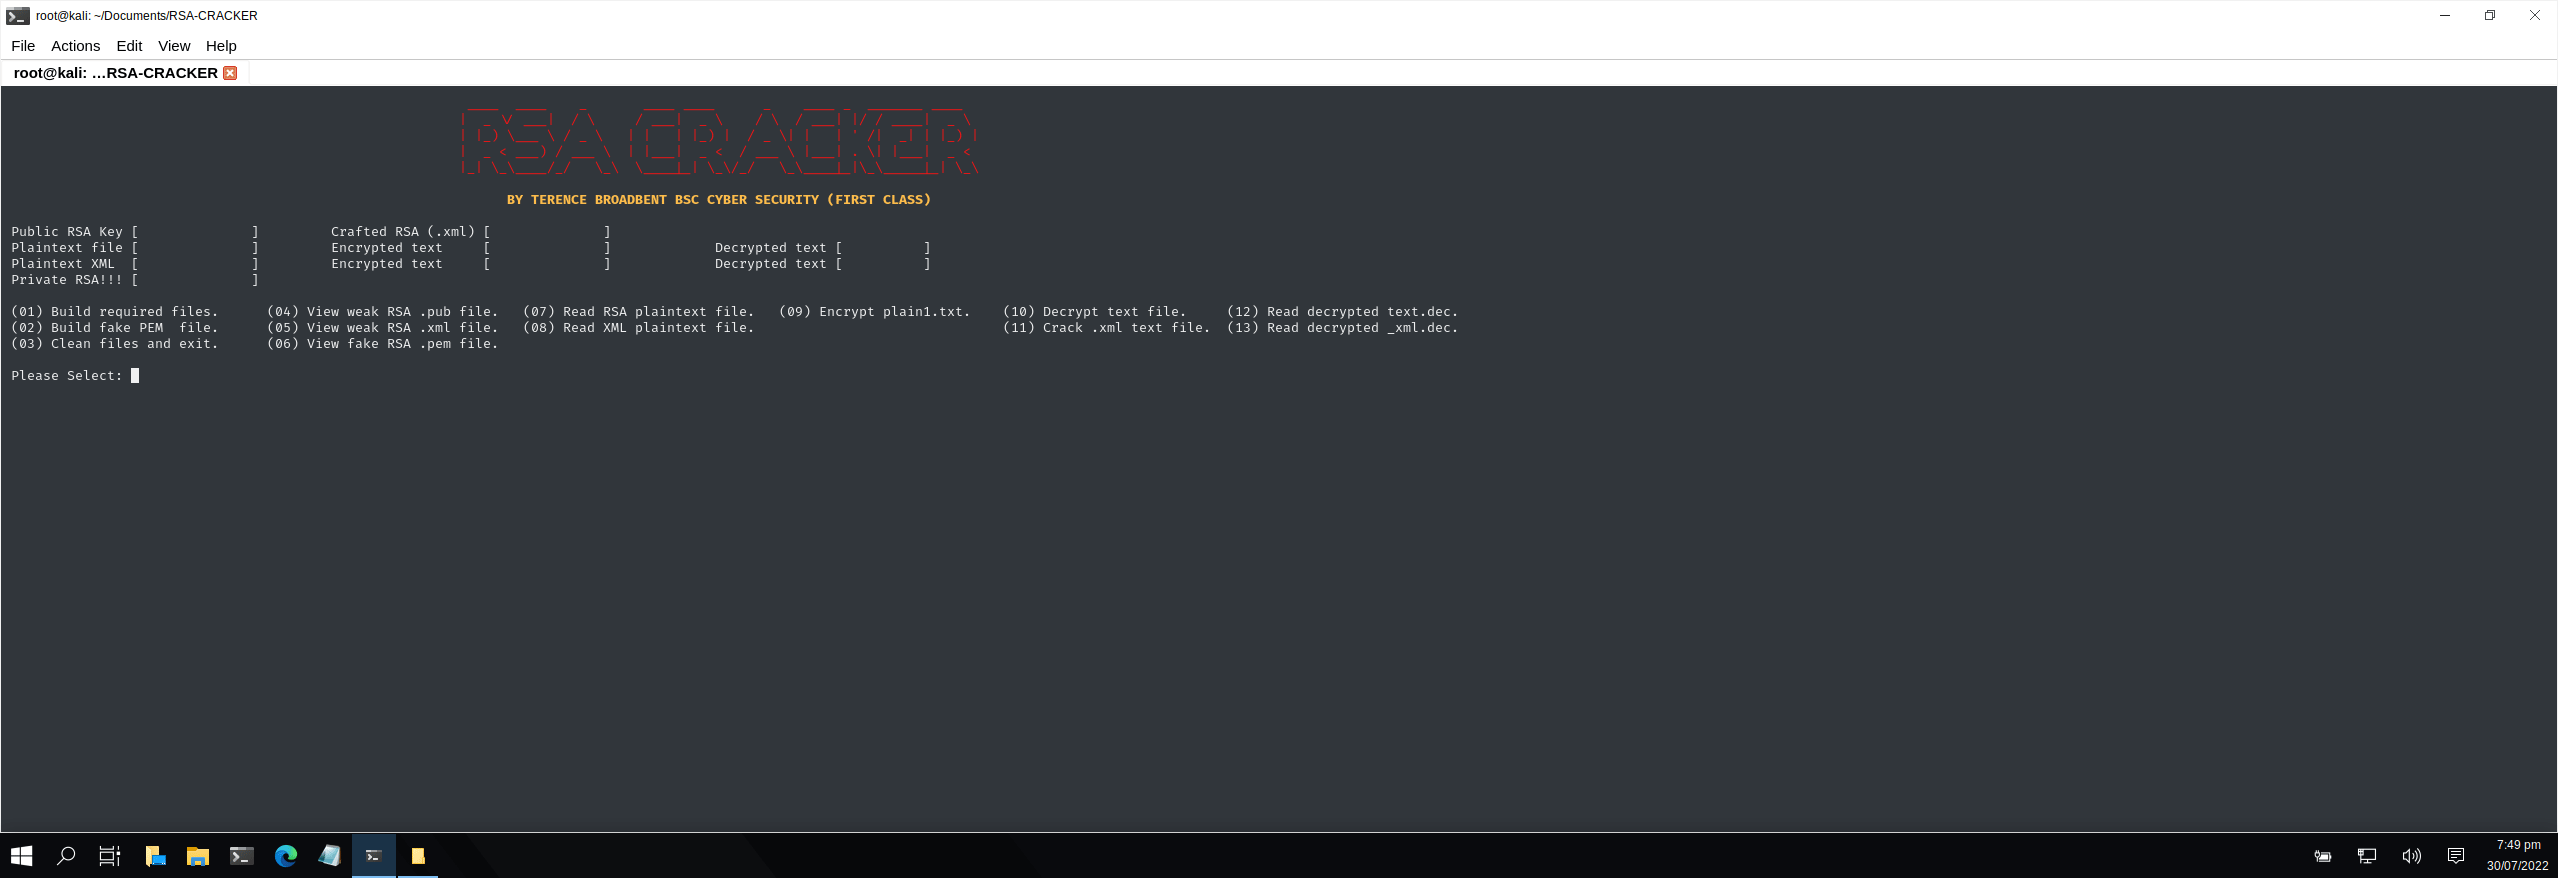 root@kali: ~/Documents/RSA-CRACKER
File Actions Edit View Help
root@kali: …RSA-CRACKER
RSA CRACKER
BY TERENCE BROADBENT BSC CYBER SECURITY (FIRST CLASS)
Public RSA Key [ ] Crafted RSA (.xml) [ ]
Plaintext file [ ] Encrypted text [ ] Decrypted text [ ]
Plaintext XML [ ] Encrypted text [ ] Decrypted text [ ]
Private RSA!!! [ ]
(01) Build required files. (04) View weak RSA .pub file. (07) Read RSA plaintext file. (09) Encrypt plain1.txt. (10) Decrypt text file. (12) Read decrypted text.dec.
(02) Build fake PEM file. (05) View weak RSA .xml file. (08) Read XML plaintext file. (11) Crack .xml text file. (13) Read decrypted _xml.dec.
(03) Clean files and exit. (06) View fake RSA .pem file.
Please Select:
7:49 pm
30/07/2022